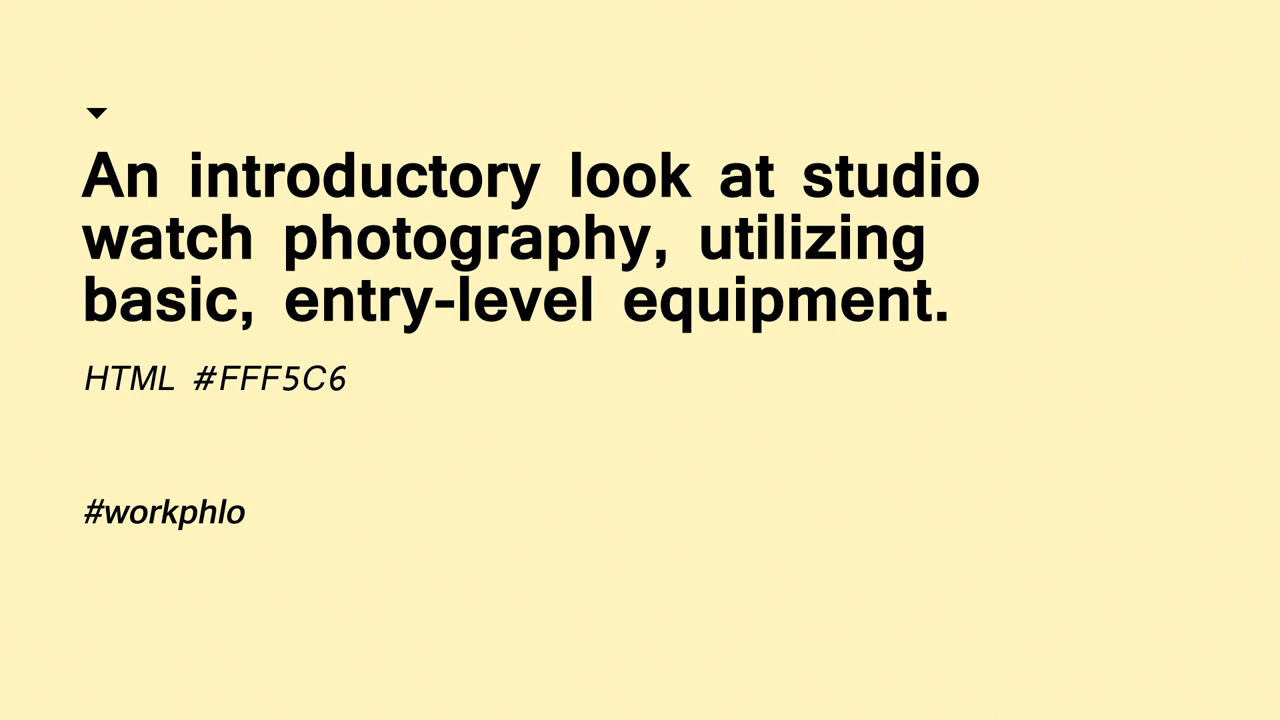 An introductory look at studio
watch photography, utilizing
basic, entry-level equipment.
HTML #FFF5C6
#workphlo